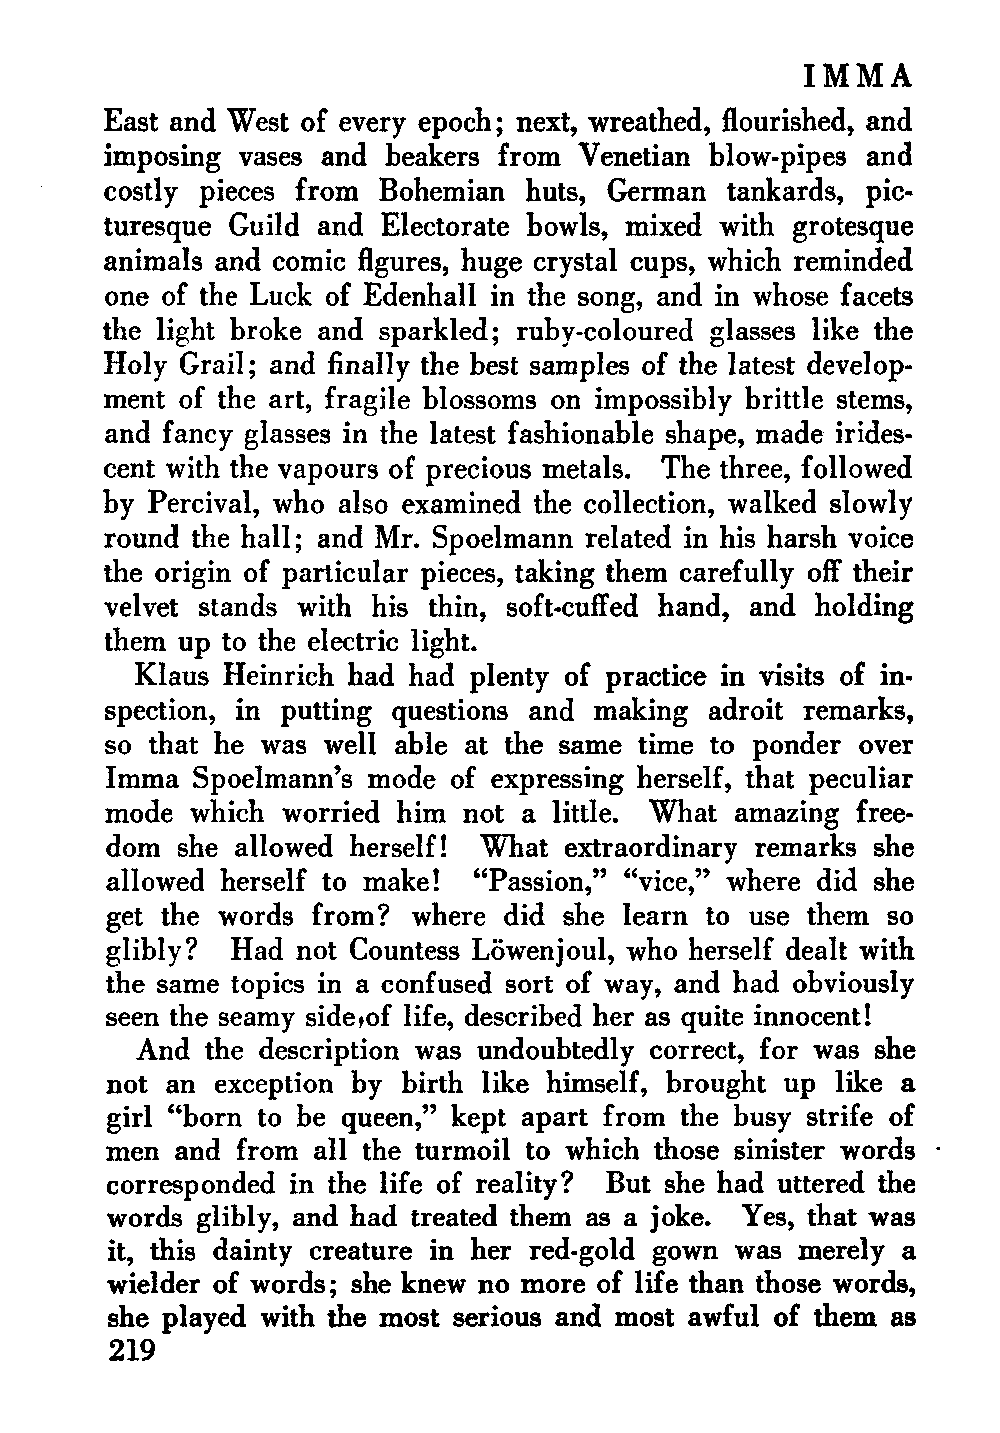 IMMA
East and West of every epoch; next, wreathed, flourished, and
imposing vases and beakers from Venetian blow-pipes and
costly pieces from Bohemian huts, German tankards, pic-
turesque Guild and Electorate bowls, mixed with grotesque
animals and comic figures, huge crystal cups, which reminded
one of the Luck of Edenhall in the song, and in whose facets
the light broke and sparkled; ruby-coloured glasses like the
Holy Grail; and finally the best samples of the latest develop-
ment of the art, fragile blossoms on impossibly brittle stems,
and fancy glasses in the latest fashionable shape, made irides-
cent with the vapours of precious metals. The three, followed
by Percival, who also examined the collection, walked slowly
round the hall; and Mr. Spoelmann related in his harsh voice
the origin of particular pieces, taking them carefully off their
velvet stands with his thin, soft-cuffed hand, and holding
them up to the electric light.
Klaus Heinrich had had plenty of practice in visits of in-
spection, in putting questions and making adroit remarks,
so that he was well able at the same time to ponder over
Imma Spoelmann's mode of expressing herself, that peculiar
mode which worried him not a little. What amazing free-
dom she allowed herself! What extraordinary remarks she
allowed herself to make! “Passion,” “vice,” where did she
get the words from? where did she learn to use them so
glibly? Had not Countess Löwenjoul, who herself dealt with
the same topics in a confused sort of way, and had obviously
seen the seamy side of life, described her as quite innocent!
And the description was undoubtedly correct, for was she
not an exception by birth like himself, brought up like a
girl “born to be queen,” kept apart from the busy strife of
men and from all the turmoil to which those sinister words
corresponded in the life of reality? But she had uttered the
words glibly, and had treated them as a joke. Yes, that was
it, this dainty creature in her red-gold gown was merely a
wielder of words; she knew no more of life than those words,
she played with the most serious and most awful of them as
219